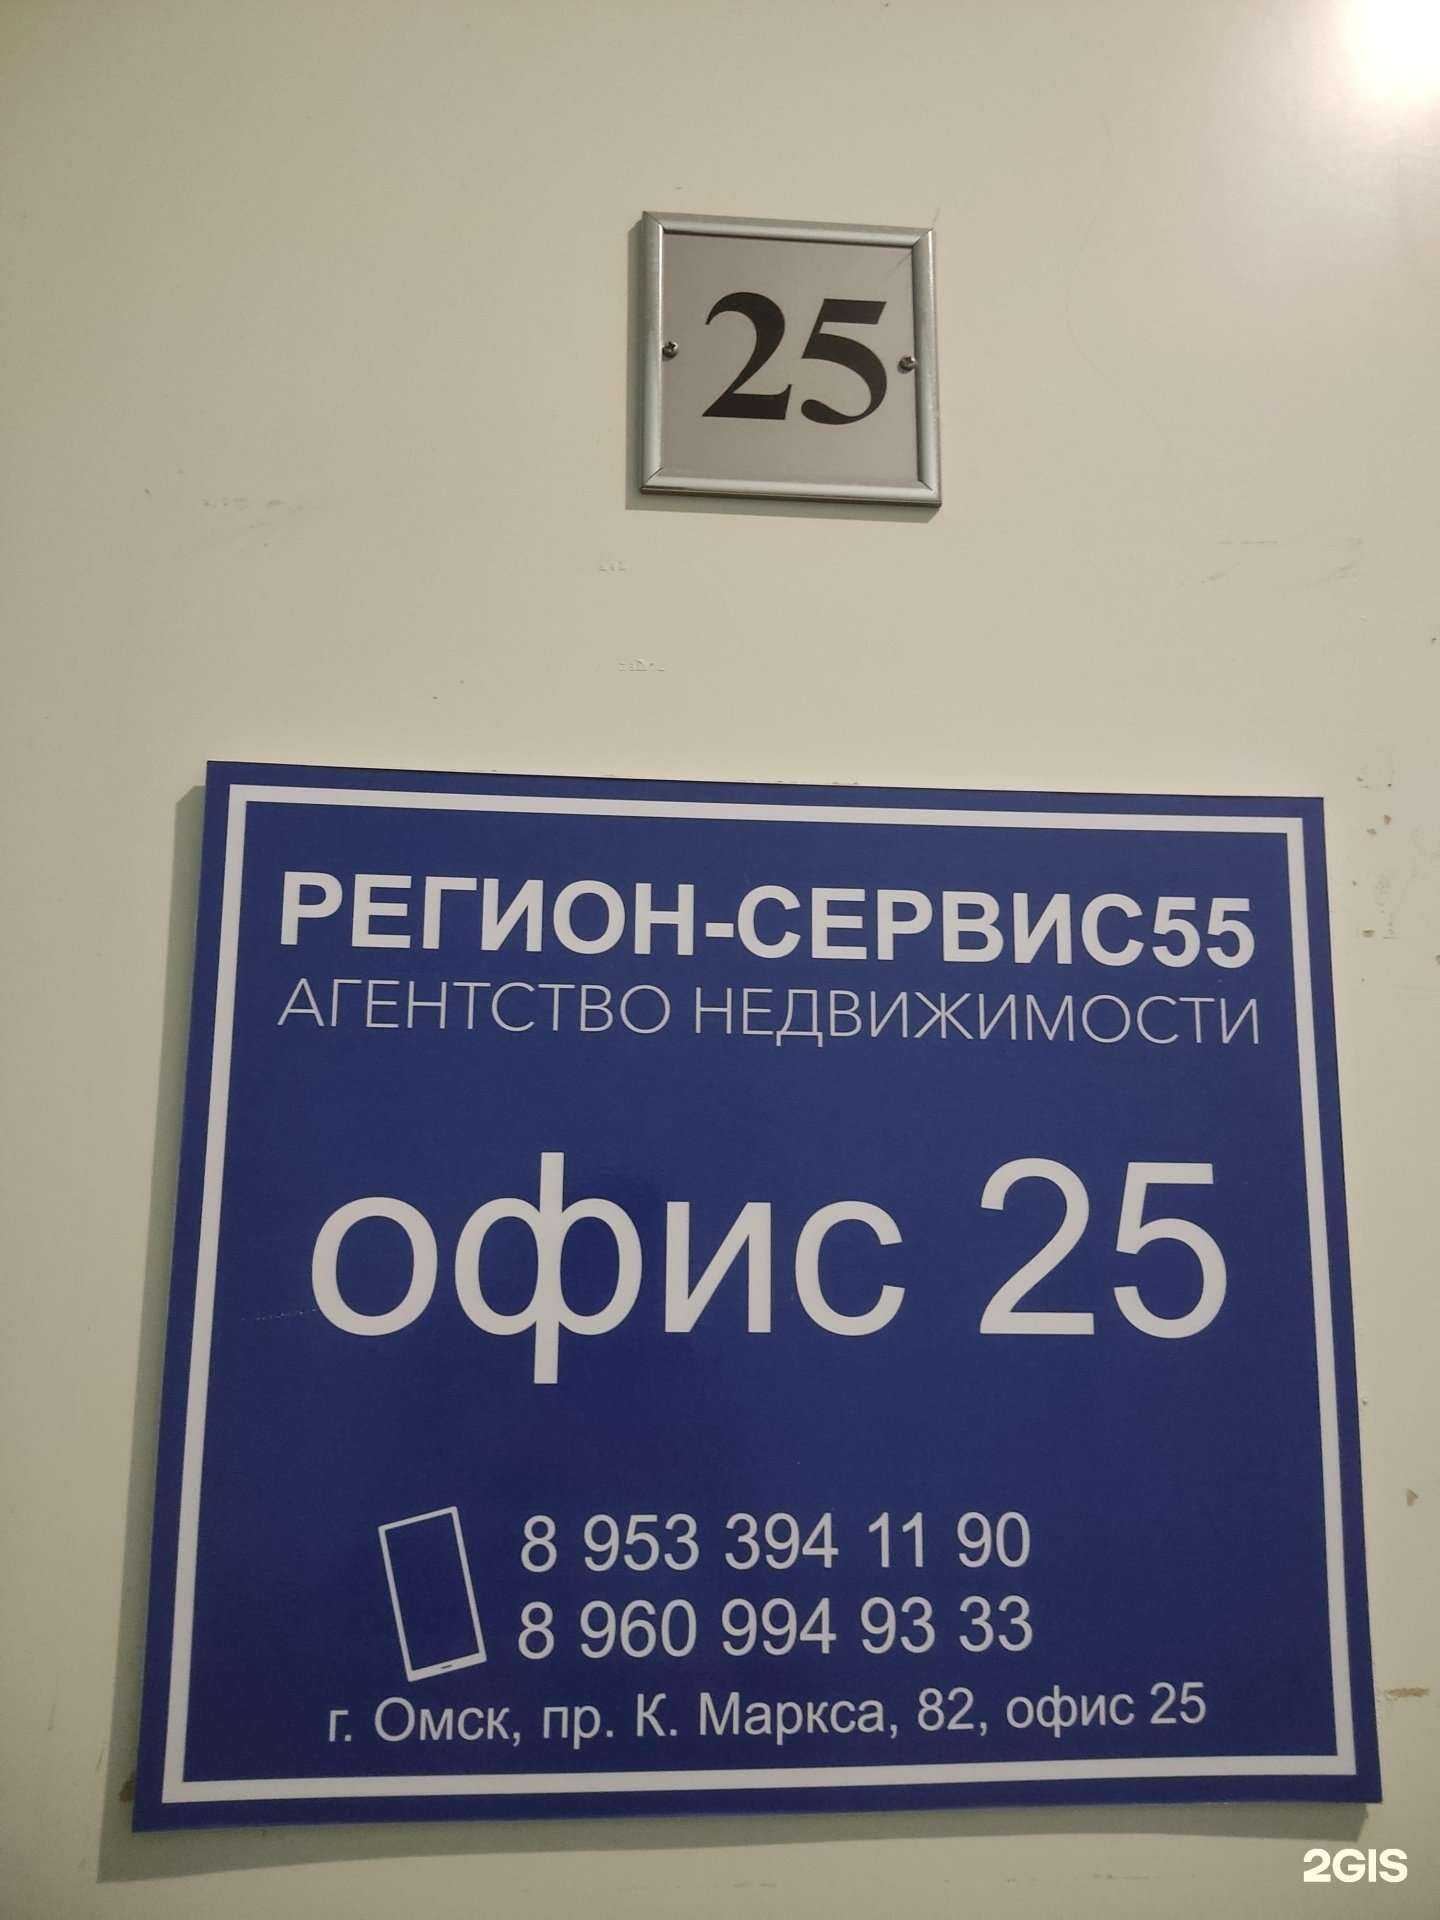 25
РЕГИОН-СЕРВИС55
АГЕНТСТВО НЕДВИЖИМОСТИ
офис 25
8 953 394 11 90
8 960 994 93 33
г. Омск, пр. К. Маркса, 82, офис 25
2GIS